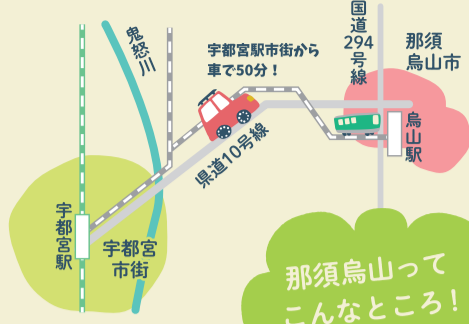 鬼怒川
宇都宮駅市街から
車で50分！
国道294号線
那須
烏山市
烏山駅
県道10号線
宇都宮駅
宇都宮
市街
那須烏山って
こんなところ！